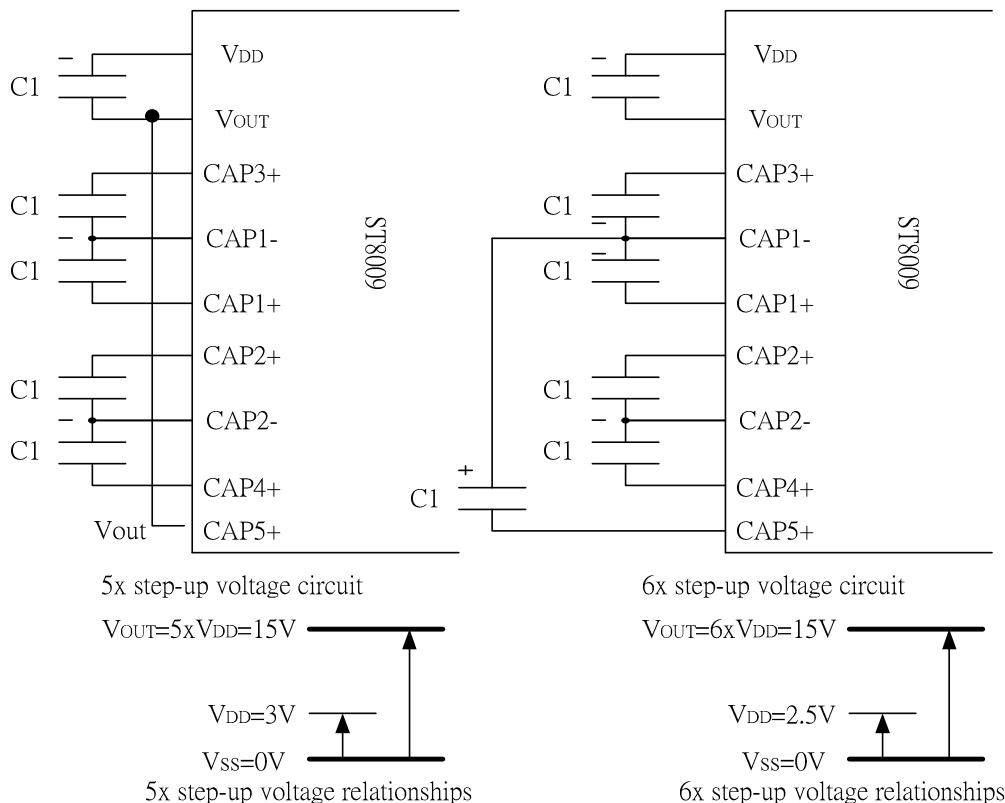 VDD
C1
VOUT
CAP3+
C1
CAP1-
C1
CAP1+
CAP2+
C1
CAP2-
C1
CAP4+
Vout
CAP5+
ST8009
5x step-up voltage circuit
VOUT=5xVDD=15V
VDD=3V
VSS=0V
5x step-up voltage relationships
VDD
C1
VOUT
CAP3+
C1
CAP1-
C1
CAP1+
CAP2+
C1
CAP2-
C1
CAP4+
+
C1
CAP5+
ST8009
6x step-up voltage circuit
VOUT=6xVDD=15V
VDD=2.5V
VSS=0V
6x step-up voltage relationships